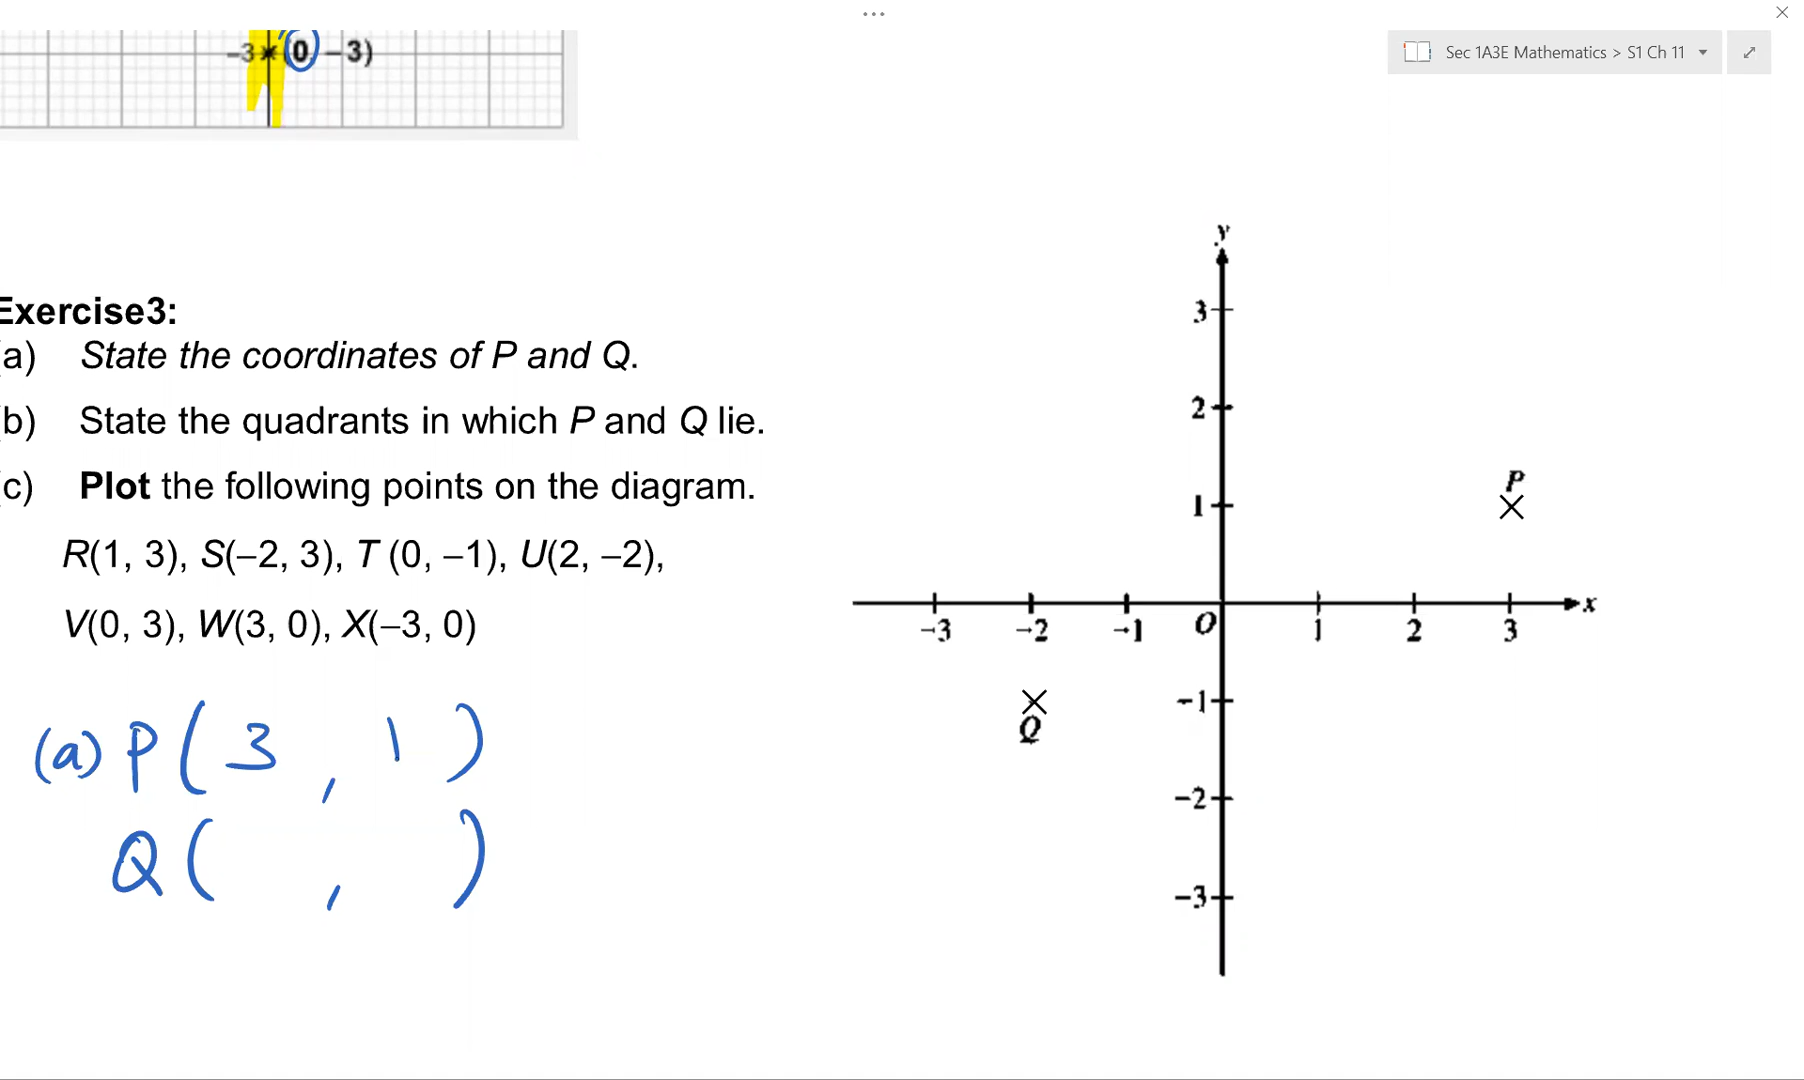 Sec 1A3E Mathematics > S1 Ch 11
-3 (0, -3)
Exercise3:
a) State the coordinates of P and Q.
b) State the quadrants in which P and Q lie.
c) Plot the following points on the diagram.
R(1, 3), S(–2, 3), T (0, –1), U(2, –2),
V(0, 3), W(3, 0), X(–3, 0)
(a) P( 3 , 1 )
Q( , )
y
3
2
1
P
x
-3 -2 -1 O 1 2 3
-1
Q
-2
-3